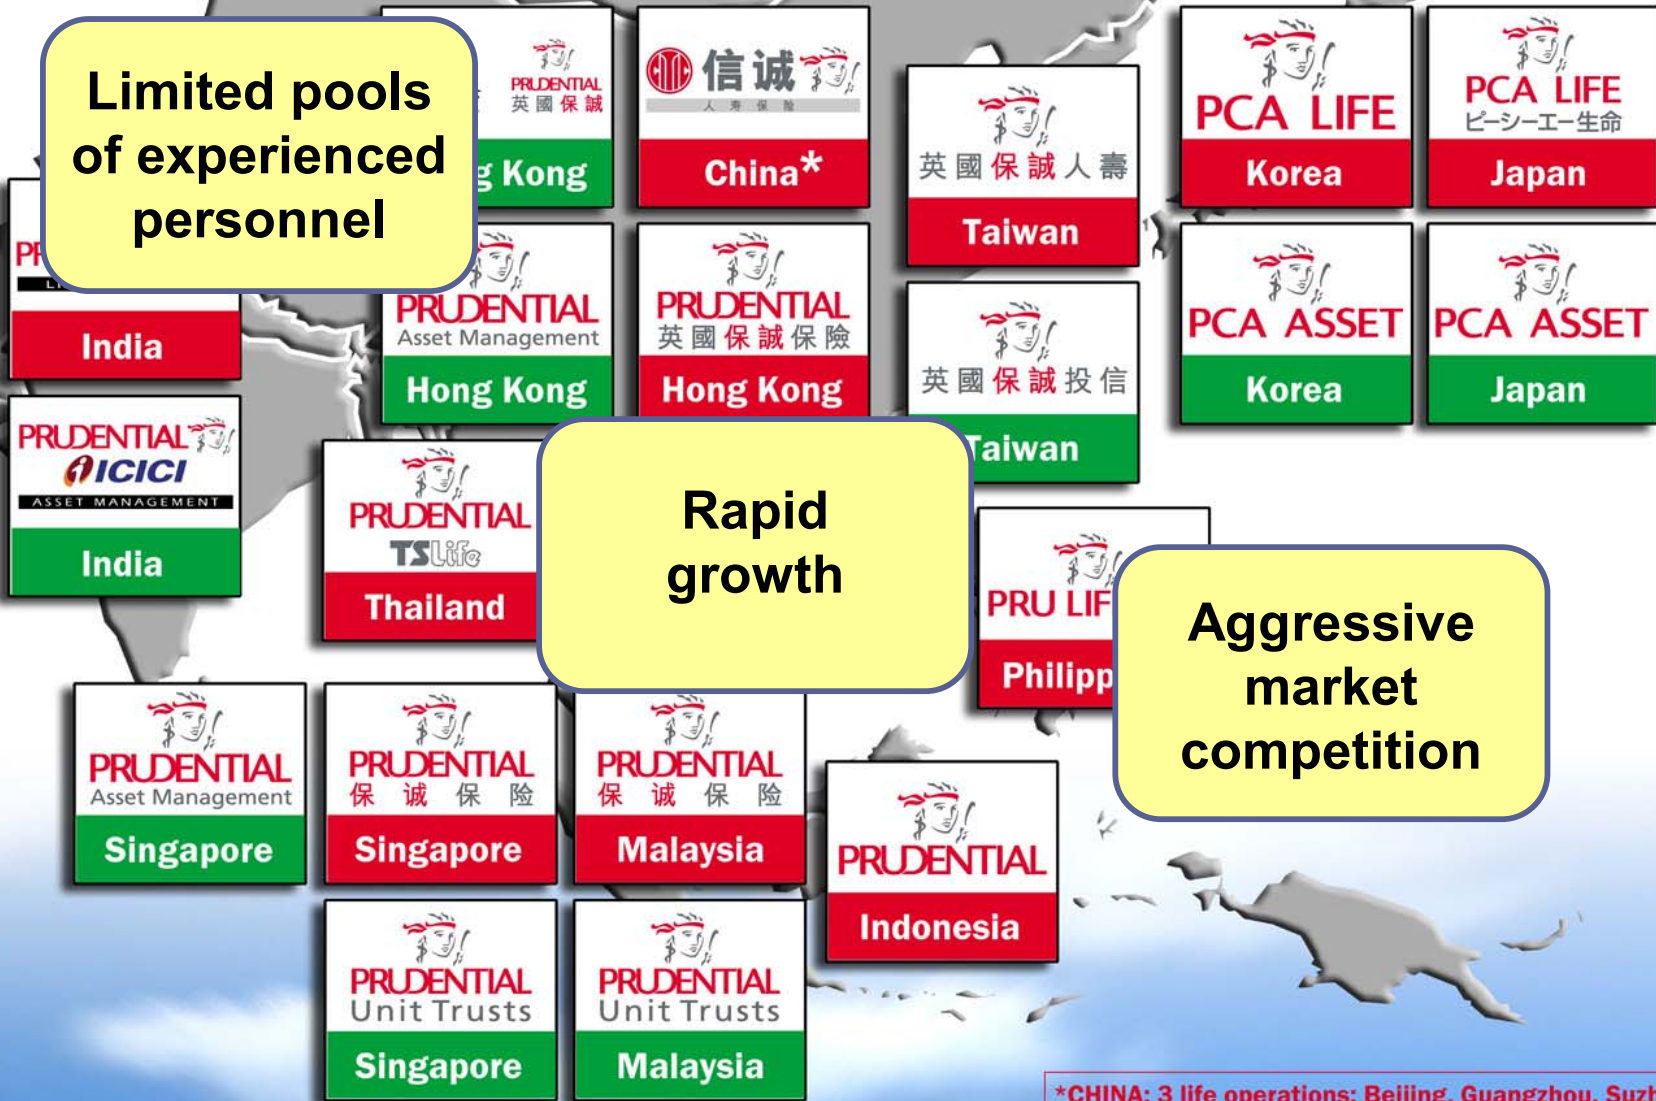 Limited pools
of experienced
personnel
PRUDENTIAL
英國保誠
Kong
信诚
人寿保险
China*
英國保誠人壽
Taiwan
PCA LIFE
Korea
PCA LIFE
ピーシーエー生命
Japan
India
PRUDENTIAL
Asset Management
Hong Kong
PRUDENTIAL
英國保誠保險
Hong Kong
英國保誠投信
Taiwan
PCA ASSET
Korea
PCA ASSET
Japan
PRUDENTIAL
ICICI
ASSET MANAGEMENT
India
PRUDENTIAL
TSLife
Thailand
Rapid
growth
PRU LIF
Philipp
Aggressive
market
competition
PRUDENTIAL
Asset Management
Singapore
PRUDENTIAL
保诚保险
Singapore
PRUDENTIAL
保诚保险
Malaysia
PRUDENTIAL
Indonesia
PRUDENTIAL
Unit Trusts
Singapore
PRUDENTIAL
Unit Trusts
Malaysia
*CHINA: 3 life operations: Beijing, Guangzhou, Suzh